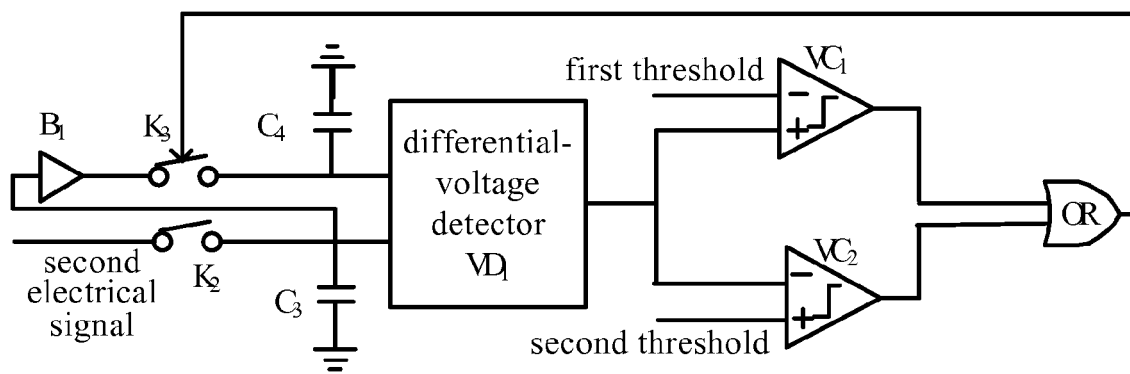 first threshold
VC₁
B₁
K₃
C₄
differential-
voltage
detector
VD₁
OR
second
electrical
signal
K₂
C₃
VC₂
second threshold